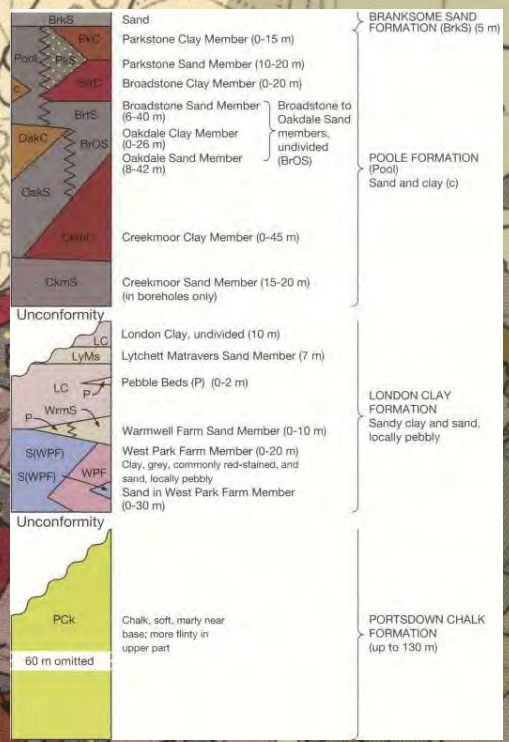 BrkS
Sand
BRANKSOME SAND
FORMATION (BrkS) (5 m)
PkC
Parkstone Clay Member (0-15 m)
Pool
PkS
Parkstone Sand Member (10-20 m)
BroC
Broadstone Clay Member (0-20 m)
c
BrtS
Broadstone Sand Member
(6-40 m)
OakC
Oakdale Clay Member
(0-26 m)
BrOS
Oakdale Sand Member
(8-42 m)
Broadstone to
Oakdale Sand
members,
undivided
(BrOS)
POOLE FORMATION
(Pool)
Sand and clay (c)
OakS
Creekmoor Clay Member (0-45 m)
CkmS
Creekmoor Sand Member (15-20 m)
(in boreholes only)
Unconformity
LC
London Clay, undivided (10 m)
LyMs
Lytchett Matravers Sand Member (7 m)
LC
P
Pebble Beds (P) (0-2 m)
WrmS
P
Warmwell Farm Sand Member (0-10 m)
LONDON CLAY
FORMATION
Sandy clay and sand,
locally pebbly
S(WPF)
WPF
West Park Farm Member (0-20 m)
Clay, grey, commonly red-stained, and
sand, locally pebbly
S(WPF)
Sand in West Park Farm Member
(0-30 m)
Unconformity
PCk
Chalk, soft, marly near
base; more flinty in
upper part
PORTSDOWN CHALK
FORMATION
(up to 130 m)
60 m omitted